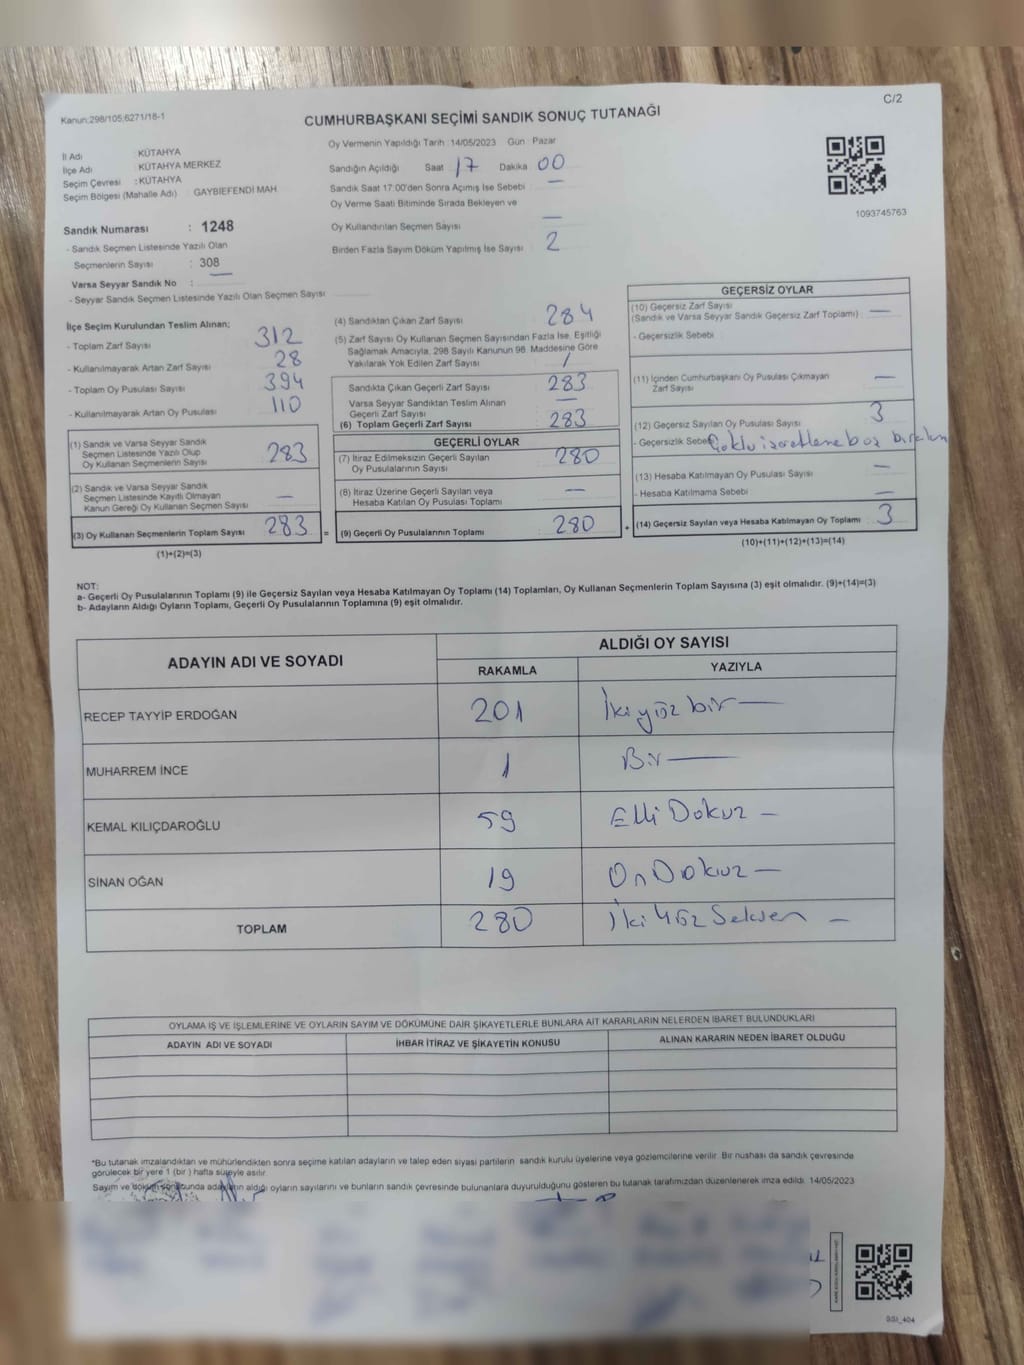 C/2
Kanun:298/105;6271/18-1
CUMHURBAŞKANI SEÇİMİ SANDIK SONUÇ TUTANAĞI
İl Adı : KÜTAHYA
İlçe Adı : KÜTAHYA MERKEZ
Seçim Çevresi : KÜTAHYA
Seçim Bölgesi (Mahalle Adı) : GAYBİEFENDİ MAH
Sandık Numarası : 1248
- Sandık Seçmen Listesinde Yazılı Olan
Seçmenlerin Sayısı : 308
Varsa Seyyar Sandık No : —
- Seyyar Sandık Seçmen Listesinde Yazılı Olan Seçmen Sayısı
Oy Vermenin Yapıldığı Tarih : 14/05/2023 Gün : Pazar
Sandığın Açıldığı Saat 17 Dakika 00
Sandık Saat 17:00'den Sonra Açımış İse Sebebi : —
Oy Verme Saati Bitiminde Sırada Bekleyen ve
Oy Kullandırılan Seçmen Sayısı —
Birden Fazla Sayım Döküm Yapılmış İse Sayısı : 2
1093745763
İlçe Seçim Kurulundan Teslim Alınan;
- Toplam Zarf Sayısı 312
- Kullanılmayarak Artan Zarf Sayısı 28
- Toplam Oy Pusulası Sayısı 394
- Kullanılmayarak Artan Oy Pusulası 110
(1) Sandık ve Varsa Seyyar Sandık
Seçmen Listesinde Yazılı Olup
Oy Kullanan Seçmenlerin Sayısı 283
(2) Sandık ve Varsa Seyyar Sandık
Seçmen Listesinde Kayıtlı Olmayan
Kanun Gereği Oy Kullanan Seçmen Sayısı —
(3) Oy Kullanan Seçmenlerin Toplam Sayısı 283 =
(1)+(2)=(3)
(4) Sandıktan Çıkan Zarf Sayısı 284
(5) Zarf Sayısı Oy Kullanan Seçmen Sayısından Fazla İse, Eşitliği
Sağlamak Amacıyla, 298 Sayılı Kanunun 98. Maddesine Göre
Yakılarak Yok Edilen Zarf Sayısı : 1
Sandıkta Çıkan Geçerli Zarf Sayısı : 283
Varsa Seyyar Sandıktan Teslim Alınan
Geçerli Zarf Sayısı —
(6) Toplam Geçerli Zarf Sayısı : 283
GEÇERLİ OYLAR
(7) İtiraz Edilmeksizin Geçerli Sayılan
Oy Pusulalarının Sayısı : 280
(8) İtiraz Üzerine Geçerli Sayılan veya
Hesaba Katılan Oy Pusulası Toplamı : —
(9) Geçerli Oy Pusulalarının Toplamı : 280 +
GEÇERSİZ OYLAR
(10) Geçersiz Zarf Sayısı
(Sandık ve Varsa Seyyar Sandık Geçersiz Zarf Toplamı) : —
- Geçersizlik Sebebi :
(11) İçinden Cumhurbaşkanı Oy Pusulası Çıkmayan
Zarf Sayısı : —
(12) Geçersiz Sayılan Oy Pusulası Sayısı : 3
- Geçersizlik Sebebi
(13) Hesaba Katılmayan Oy Pusulası Sayısı : —
- Hesaba Katılmama Sebebi : —
(14) Geçersiz Sayılan veya Hesaba Katılmayan Oy Toplamı : 3
(10)+(11)+(12)+(13)=(14)
NOT:
a- Geçerli Oy Pusulalarının Toplamı (9) ile Geçersiz Sayılan veya Hesaba Katılmayan Oy Toplamı (14) Toplamları, Oy Kullanan Seçmenlerin Toplam Sayısına (3) eşit olmalıdır. (9)+(14)=(3)
b- Adayların Aldığı Oyların Toplamı, Geçerli Oy Pusulalarının Toplamına (9) eşit olmalıdır.
ADAYIN ADI VE SOYADI
ALDIĞI OY SAYISI
RAKAMLA YAZIYLA
RECEP TAYYİP ERDOĞAN 201 İkiyüz bir —
MUHARREM İNCE 1 Bir —
KEMAL KILIÇDAROĞLU 59 Elli Dokuz —
SİNAN OĞAN 19 On Dokuz —
TOPLAM 280 İki Yüz Seksen —
OYLAMA İŞ VE İŞLEMLERİNE VE OYLARIN SAYIM VE DÖKÜMÜNE DAİR ŞİKAYETLERLE BUNLARA AİT KARARLARIN NELERDEN İBARET BULUNDUKLARI
ADAYIN ADI VE SOYADI İHBAR İTİRAZ VE ŞİKAYETİN KONUSU ALINAN KARARIN NEDEN İBARET OLDUĞU
*Bu tutanak imzalandıktan ve mühürlendikten sonra seçime katılan adayların ve talep eden siyasi partilerin sandık kurulu üyelerine veya gözlemcilerine verilir. Bir nushası da sandık çevresinde
görülecek bir yere 1 (bir) hafta süreyle asılır.
Sayım ve döküm sonucunda adayların aldığı oyların sayılarını ve bunların sandık çevresinde bulunanlara duyurulduğunu gösteren bu tutanak tarafımızdan düzenlenerek imza edildi. 14/05/2023